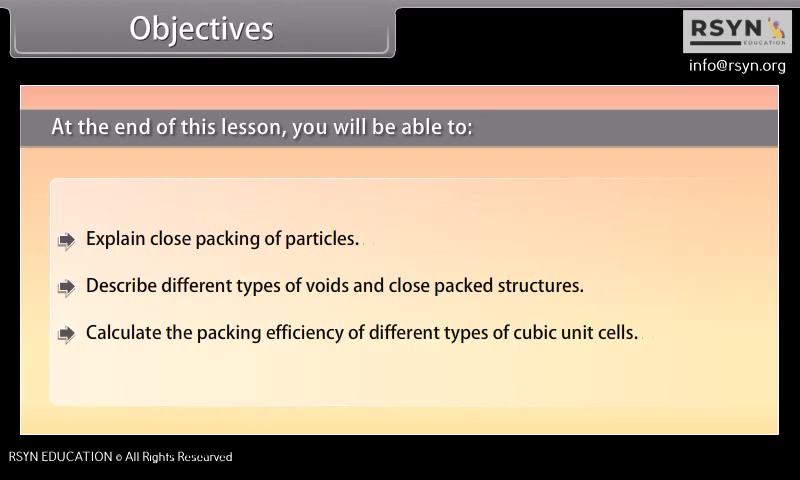 Objectives
RSYN
EDUCATION
info@rsyn.org
At the end of this lesson, you will be able to:
Explain close packing of particles.
Describe different types of voids and close packed structures.
Calculate the packing efficiency of different types of cubic unit cells.
RSYN EDUCATION © All Rights Researved